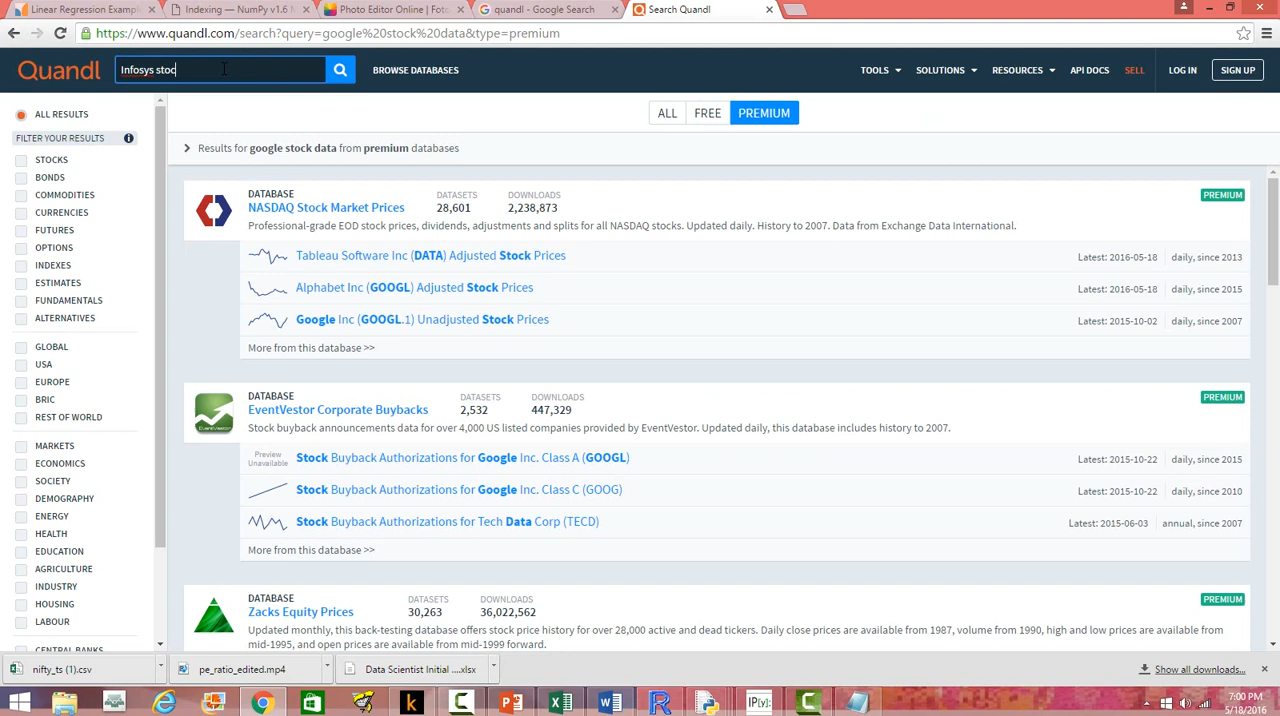 Linear Regression Exampl
Indexing — NumPy v1.6 M
Photo Editor Online | Foto
quandl - Google Search
Search Quandl
https://www.quandl.com/search?query=google%20stock%20data&type=premium
Quandl
Infosys stoc
BROWSE DATABASES
TOOLS
SOLUTIONS
RESOURCES
API DOCS
SELL
LOG IN
SIGN UP
ALL RESULTS
FILTER YOUR RESULTS
STOCKS
BONDS
COMMODITIES
CURRENCIES
FUTURES
OPTIONS
INDEXES
ESTIMATES
FUNDAMENTALS
ALTERNATIVES
GLOBAL
USA
EUROPE
BRIC
REST OF WORLD
MARKETS
ECONOMICS
SOCIETY
DEMOGRAPHY
ENERGY
HEALTH
EDUCATION
AGRICULTURE
INDUSTRY
HOUSING
LABOUR
CENTRAL BANKS
ALL FREE PREMIUM
Results for google stock data from premium databases
DATABASE DATASETS DOWNLOADS PREMIUM
NASDAQ Stock Market Prices 28,601 2,238,873
Professional-grade EOD stock prices, dividends, adjustments and splits for all NASDAQ stocks. Updated daily. History to 2007. Data from Exchange Data International.
Tableau Software Inc (DATA) Adjusted Stock Prices Latest: 2016-05-18 daily, since 2013
Alphabet Inc (GOOGL) Adjusted Stock Prices Latest: 2016-05-18 daily, since 2015
Google Inc (GOOGL.1) Unadjusted Stock Prices Latest: 2015-10-02 daily, since 2007
More from this database >>
DATABASE DATASETS DOWNLOADS PREMIUM
EventVestor Corporate Buybacks 2,532 447,329
Stock buyback announcements data for over 4,000 US listed companies provided by EventVestor. Updated daily, this database includes history to 2007.
Preview Unavailable Stock Buyback Authorizations for Google Inc. Class A (GOOGL) Latest: 2015-10-22 daily, since 2015
Stock Buyback Authorizations for Google Inc. Class C (GOOG) Latest: 2015-10-22 daily, since 2010
Stock Buyback Authorizations for Tech Data Corp (TECD) Latest: 2015-06-03 annual, since 2007
More from this database >>
DATABASE DATASETS DOWNLOADS PREMIUM
Zacks Equity Prices 30,263 36,022,562
Updated monthly, this back-testing database offers stock price history for over 28,000 active and dead tickers. Daily close prices are available from 1987, volume from 1990, high and low prices are available from
mid-1995, and open prices are available from mid-1999 forward.
nifty_ts (1).csv
pe_ratio_edited.mp4
Data Scientist Initial ....xlsx
Show all downloads...
7:00 PM
5/18/2016